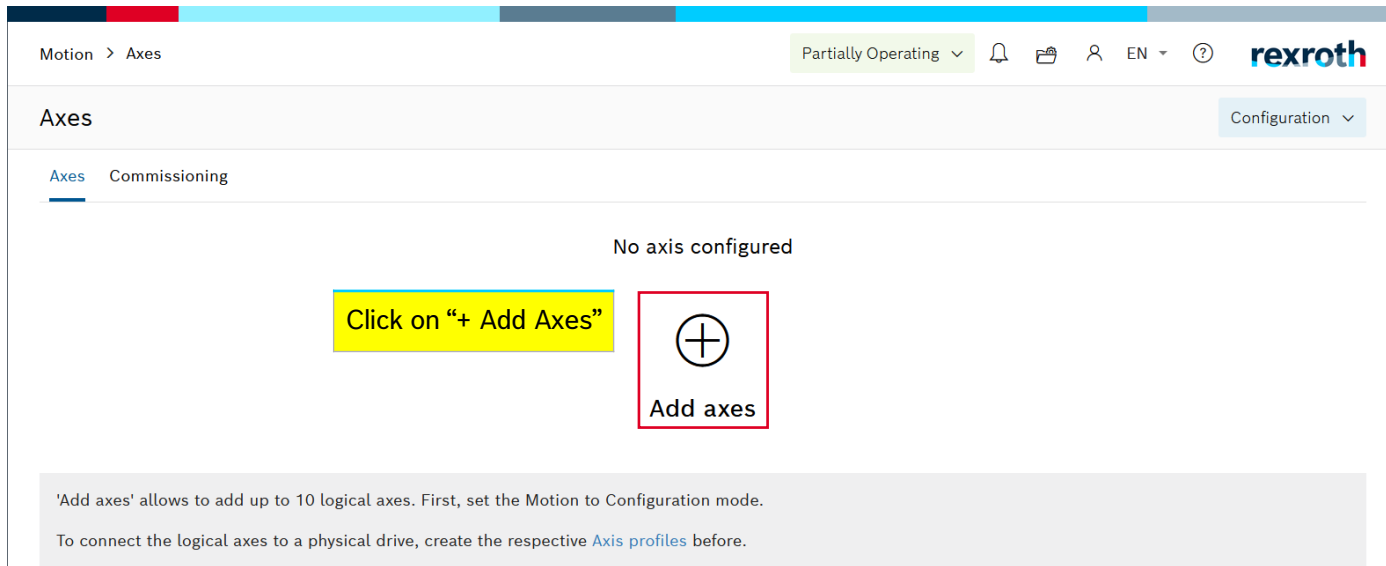 Motion > Axes
Partially Operating
EN
?
rexroth
Axes
Configuration
Axes Commissioning
No axis configured
Click on “+ Add Axes”
Add axes
'Add axes' allows to add up to 10 logical axes. First, set the Motion to Configuration mode.
To connect the logical axes to a physical drive, create the respective Axis profiles before.